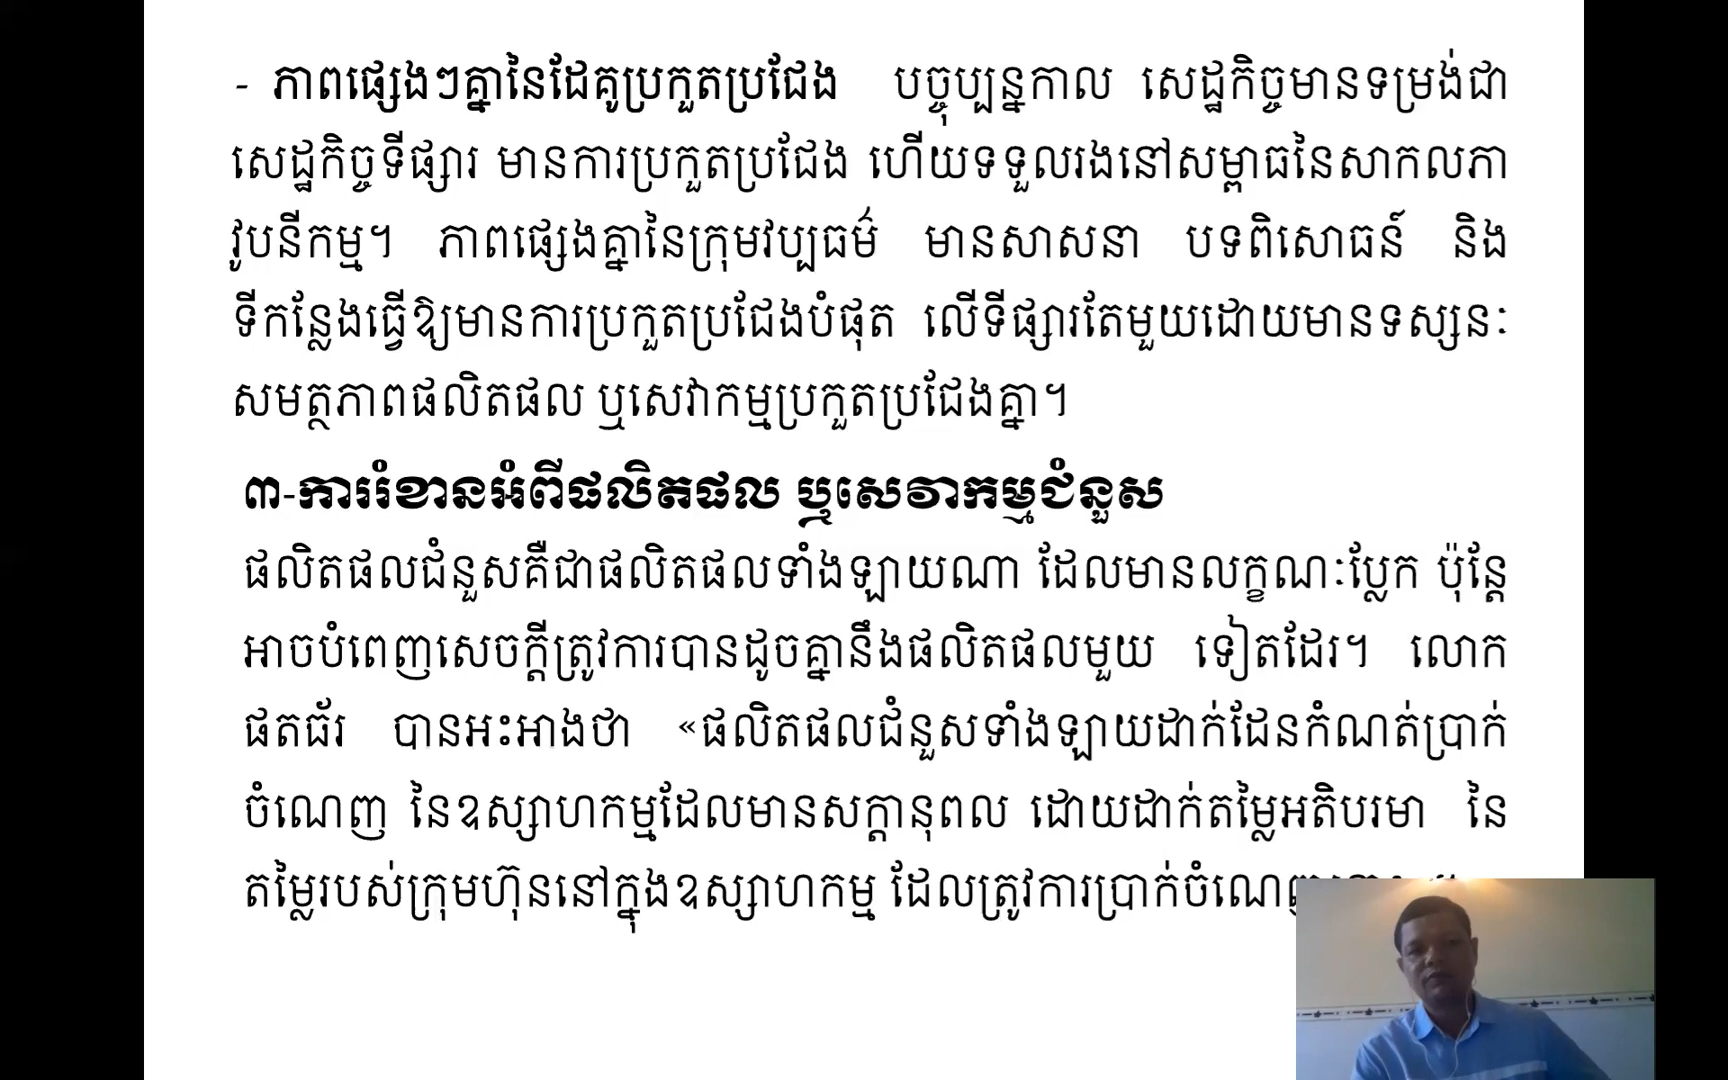 - ភាពផ្សេងៗគ្នានៃដៃគូប្រកួតប្រជែង បច្ចុប្បន្នកាល សេដ្ឋកិច្ចមានទម្រង់ជា
សេដ្ឋកិច្ចទីផ្សារ មានការប្រកួតប្រជែង ហើយទទួលរងនៅសម្ពាធនៃសាកលភា
វូបនីកម្ម។ ភាពផ្សេងគ្នានៃក្រុមវប្បធម៌ មានសាសនា បទពិសោធន៍ និង
ទីកន្លែងធ្វើឱ្យមានការប្រកួតប្រជែងបំផុត លើទីផ្សារតែមួយដោយមានទស្សនៈ
សមត្ថភាពផលិតផល ឬសេវាកម្មប្រកួតប្រជែងគ្នា។
៣-ការរំខានអំពីផលិតផល ឬសេវាកម្មជំនួស
ផលិតផលជំនួសគឺជាផលិតផលទាំងឡាយណា ដែលមានលក្ខណៈប្លែក ប៉ុន្តែ
អាចបំពេញសេចក្តីត្រូវការបានដូចគ្នានឹងផលិតផលមួយ ទៀតដែរ។ លោក
ផតធ័រ បានអះអាងថា «ផលិតផលជំនួសទាំងឡាយដាក់ដែនកំណត់ប្រាក់
ចំណេញ នៃឧស្សាហកម្មដែលមានសក្តានុពល ដោយដាក់តម្លៃអតិបរមា នៃ
តម្លៃរបស់ក្រុមហ៊ុននៅក្នុងឧស្សាហកម្ម ដែលត្រូវការប្រាក់ចំណេញ